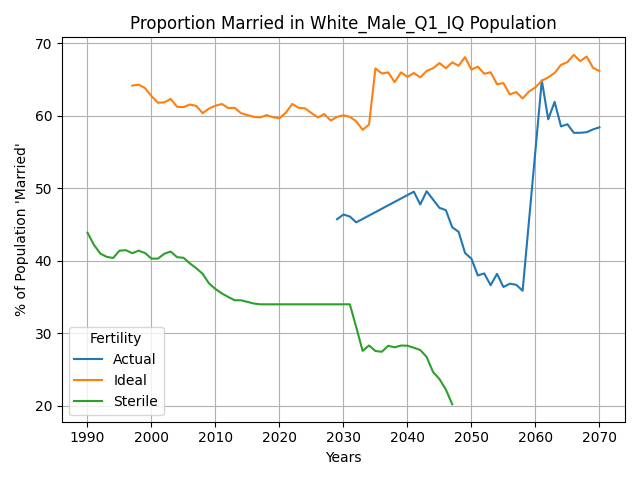 Proportion Married in White_Male_Q1_IQ Population
% of Population 'Married'
70
60
50
40
30
20
Fertility
Actual
Ideal
Sterile
1990 2000 2010 2020 2030 2040 2050 2060 2070
Years